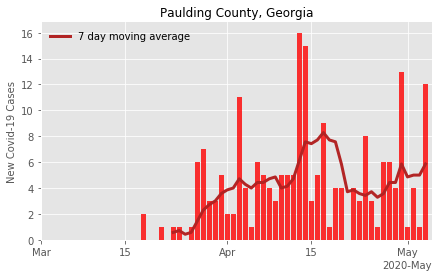 Paulding County, Georgia
7 day moving average
New Covid-19 Cases
16
14
12
10
8
6
4
2
0
Mar
15
Apr
15
May
2020-May